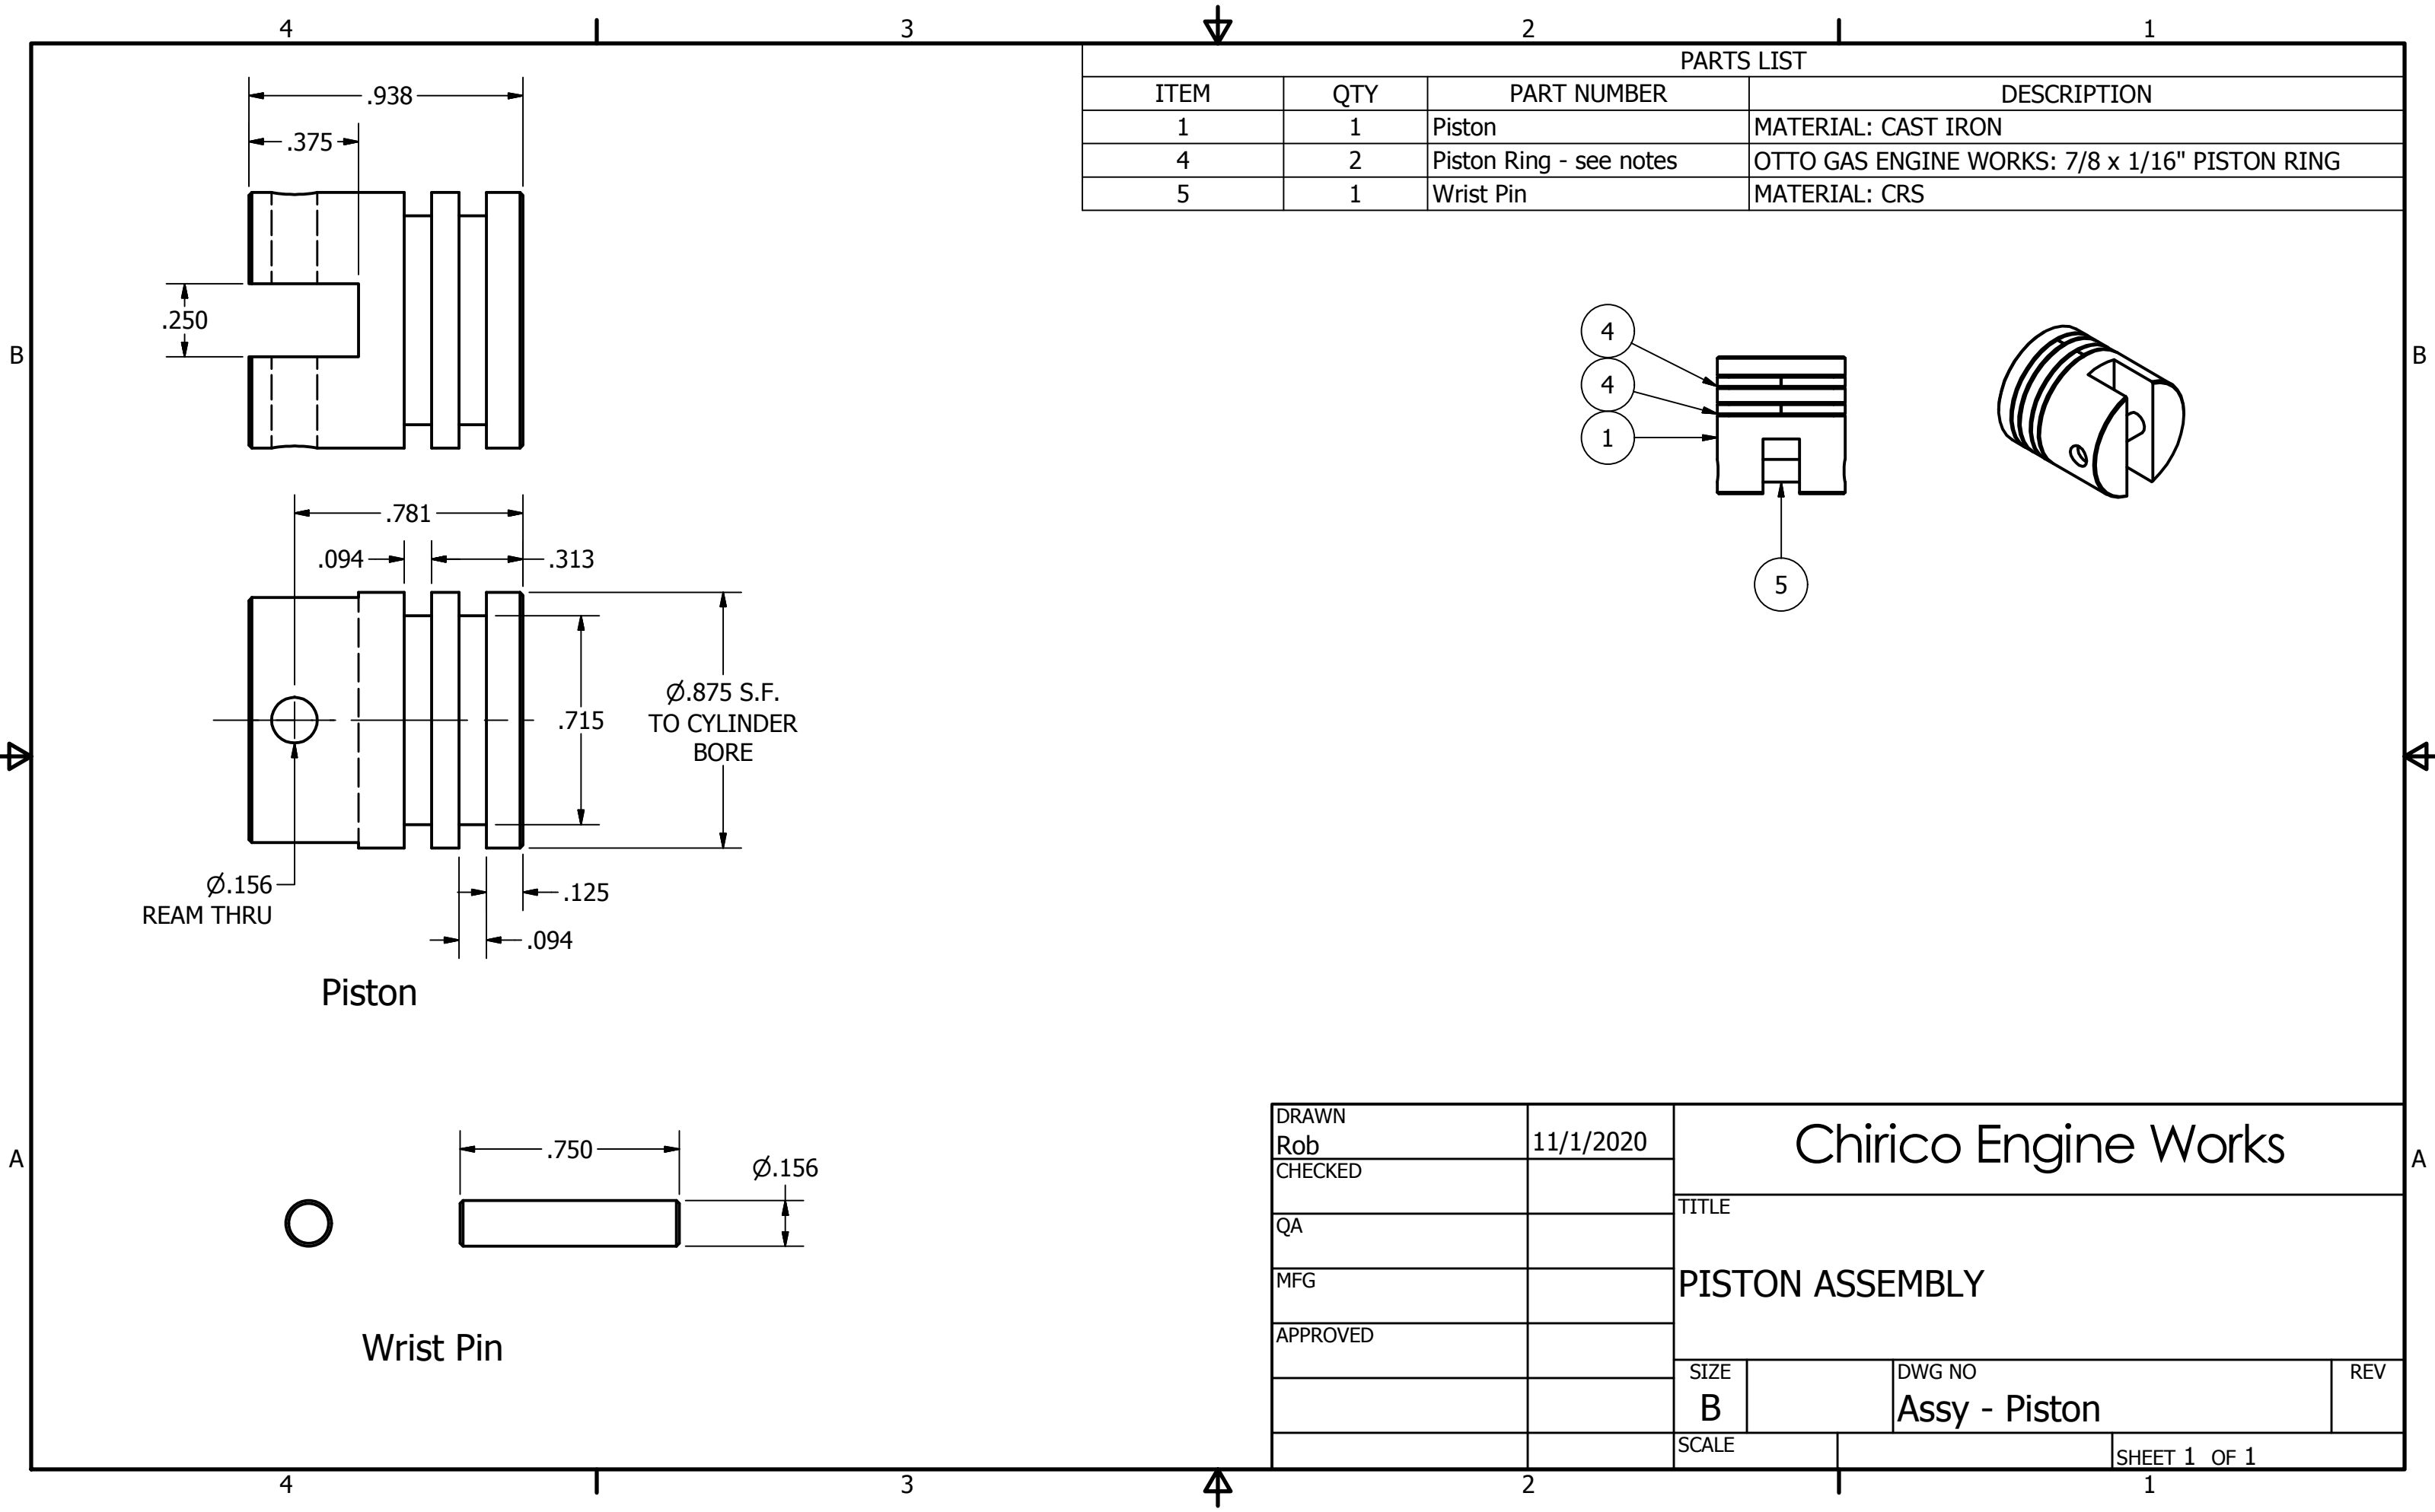 4 3 2 1
PARTS LIST
ITEM QTY PART NUMBER DESCRIPTION
1 1 Piston MATERIAL: CAST IRON
4 2 Piston Ring - see notes OTTO GAS ENGINE WORKS: 7/8 x 1/16" PISTON RING
5 1 Wrist Pin MATERIAL: CRS
.938
.375
.250
B
B
4
4
1
5
.781
.094
.313
Ø.875 S.F.
TO CYLINDER
BORE
.715
Ø.156
REAM THRU
.125
.094
Piston
.750
Ø.156
Wrist Pin
A
A
DRAWN
Rob
11/1/2020
CHECKED
QA
MFG
APPROVED
Chirico Engine Works
TITLE
PISTON ASSEMBLY
SIZE
B
DWG NO
Assy - Piston
REV
SCALE
SHEET 1 OF 1
4 3 2 1